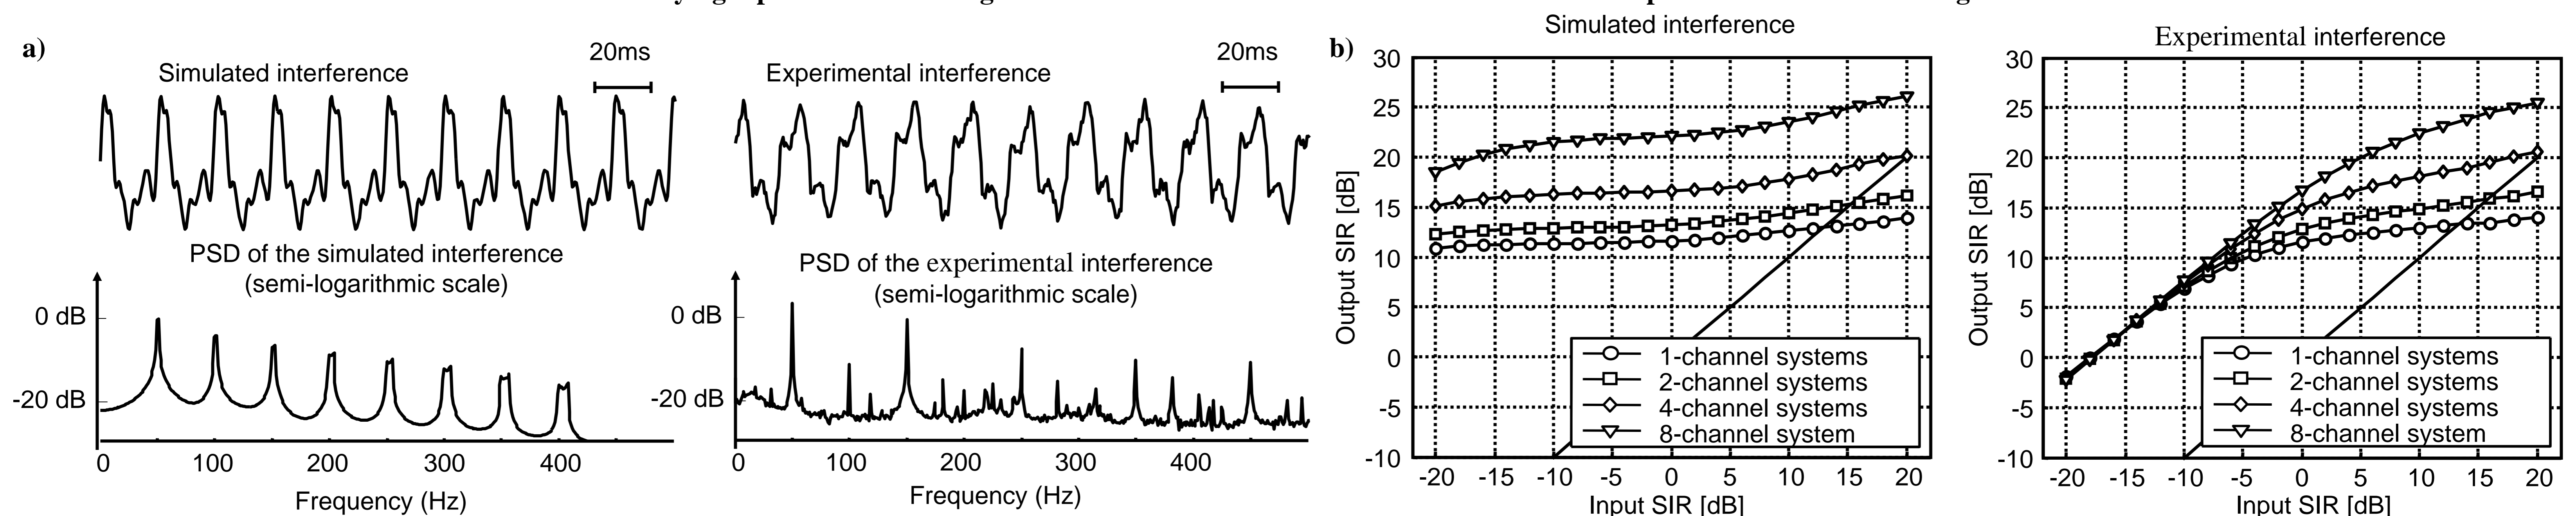 a)
20ms
Simulated interference
PSD of the simulated interference
(semi-logarithmic scale)
0 dB
-20 dB
0 100 200 300 400
Frequency (Hz)
20ms
Experimental interference
PSD of the experimental interference
(semi-logarithmic scale)
0 dB
-20 dB
0 100 200 300 400
Frequency (Hz)
b)
Simulated interference
Output SIR [dB]
30
25
20
15
10
5
0
-5
-10
1-channel systems
2-channel systems
4-channel systems
8-channel system
-20 -15 -10 -5 0 5 10 15 20
Input SIR [dB]
Experimental interference
Output SIR [dB]
30
25
20
15
10
5
0
-5
-10
1-channel systems
2-channel systems
4-channel systems
8-channel system
-20 -15 -10 -5 0 5 10 15 20
Input SIR [dB]